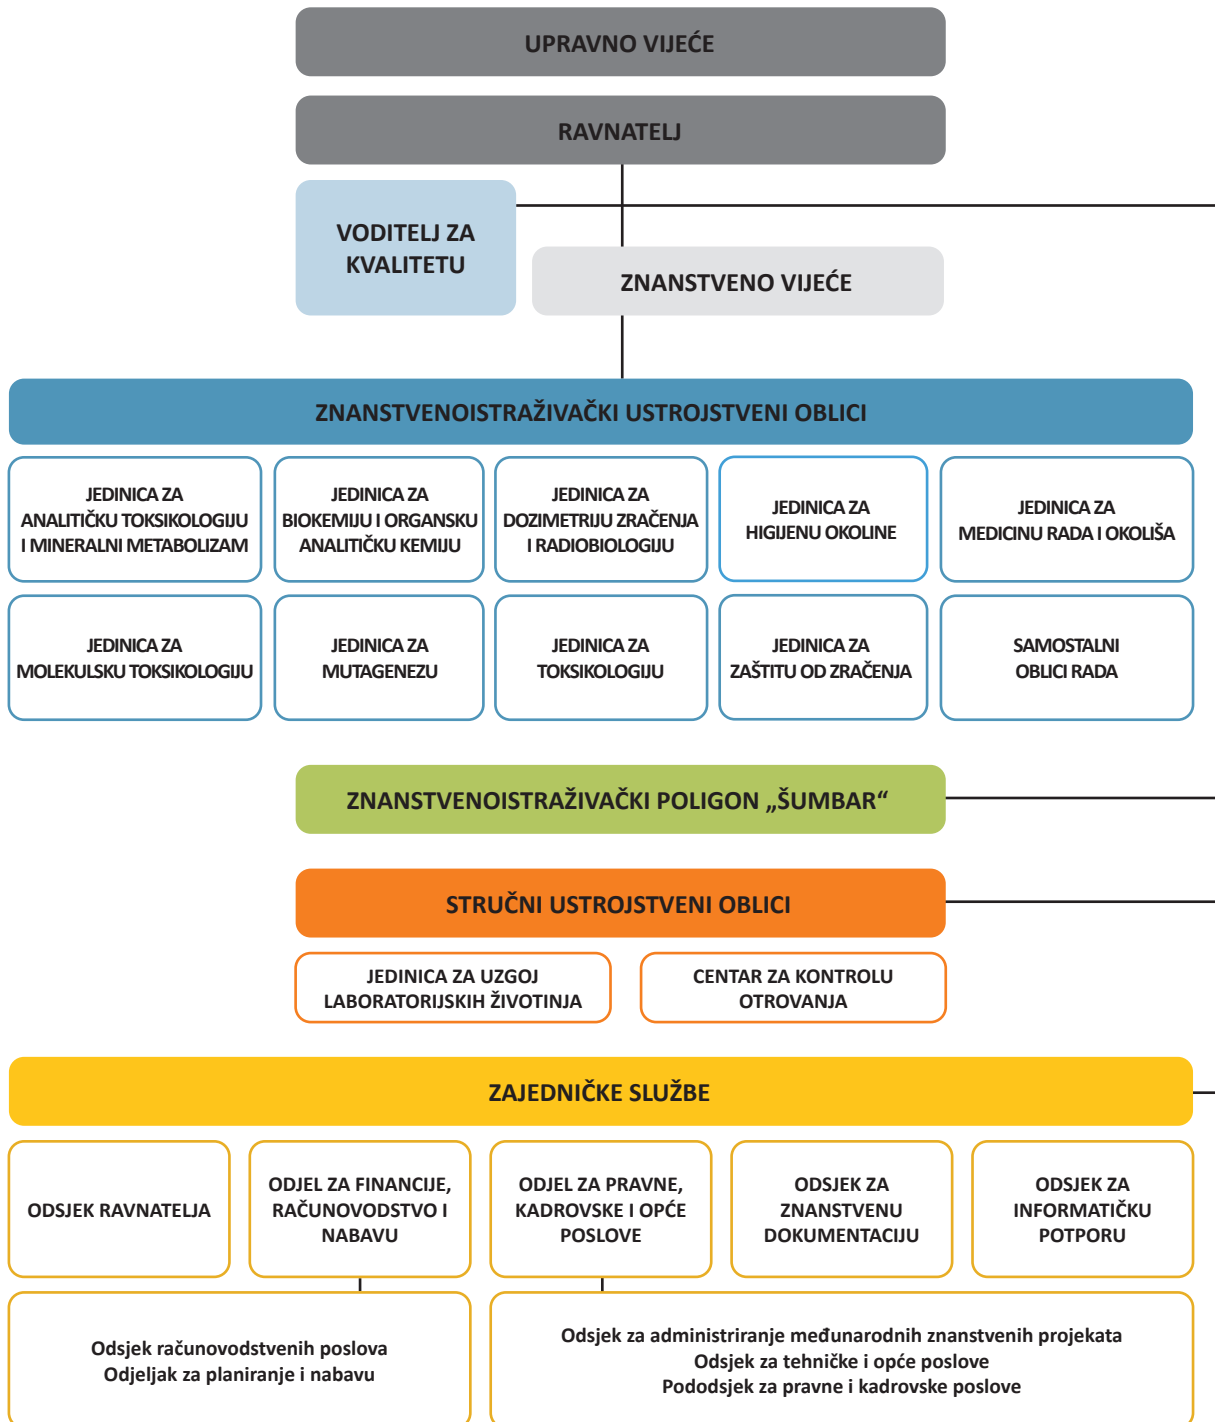 UPRAVNO VIJEĆE
RAVNATELJ
VODITELJ ZA
KVALITETU
ZNANSTVENO VIJEĆE
ZNANSTVENOISTRAŽIVAČKI USTROJSTVENI OBLICI
JEDINICA ZA
ANALITIČKU TOKSIKOLOGIJU
I MINERALNI METABOLIZAM
JEDINICA ZA
BIOKEMIJU I ORGANSKU
ANALITIČKU KEMIJU
JEDINICA ZA
DOZIMETRIJU ZRAČENJA
I RADIOBIOLOGIJU
JEDINICA ZA
HIGIJENU OKOLINE
JEDINICA ZA
MEDICINU RADA I OKOLIŠA
JEDINICA ZA
MOLEKULSKU TOKSIKOLOGIJU
JEDINICA ZA
MUTAGENEZU
JEDINICA ZA
TOKSIKOLOGIJU
JEDINICA ZA
ZAŠTITU OD ZRAČENJA
SAMOSTALNI
OBLICI RADA
ZNANSTVENOISTRAŽIVAČKI POLIGON „ŠUMBAR“
STRUČNI USTROJSTVENI OBLICI
JEDINICA ZA UZGOJ
LABORATORIJSKIH ŽIVOTINJA
CENTAR ZA KONTROLU
OTROVANJA
ZAJEDNIČKE SLUŽBE
ODSJEK RAVNATELJA
ODJEL ZA FINANCIJE,
RAČUNOVODSTVO I
NABAVU
ODJEL ZA PRAVNE,
KADROVSKE I OPĆE
POSLOVE
ODSJEK ZA
ZNANSTVENU
DOKUMENTACIJU
ODSJEK ZA
INFORMATIČKU
POTPORU
Odsjek računovodstvenih poslova
Odjeljak za planiranje i nabavu
Odsjek za administriranje međunarodnih znanstvenih projekata
Odsjek za tehničke i opće poslove
Pododsjek za pravne i kadrovske poslove